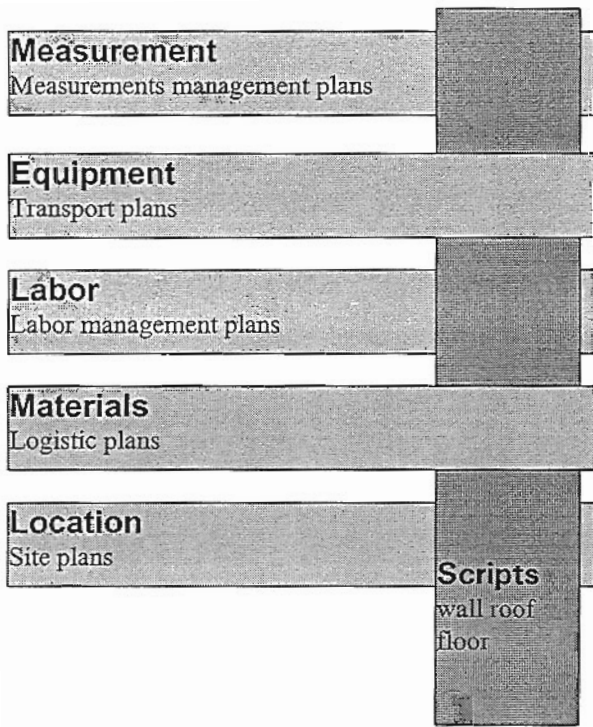 Measurement
Measurements management plans
Equipment
Transport plans
Labor
Labor management plans
Materials
Logistic plans
Location
Site plans
Scripts
wall roof
floor